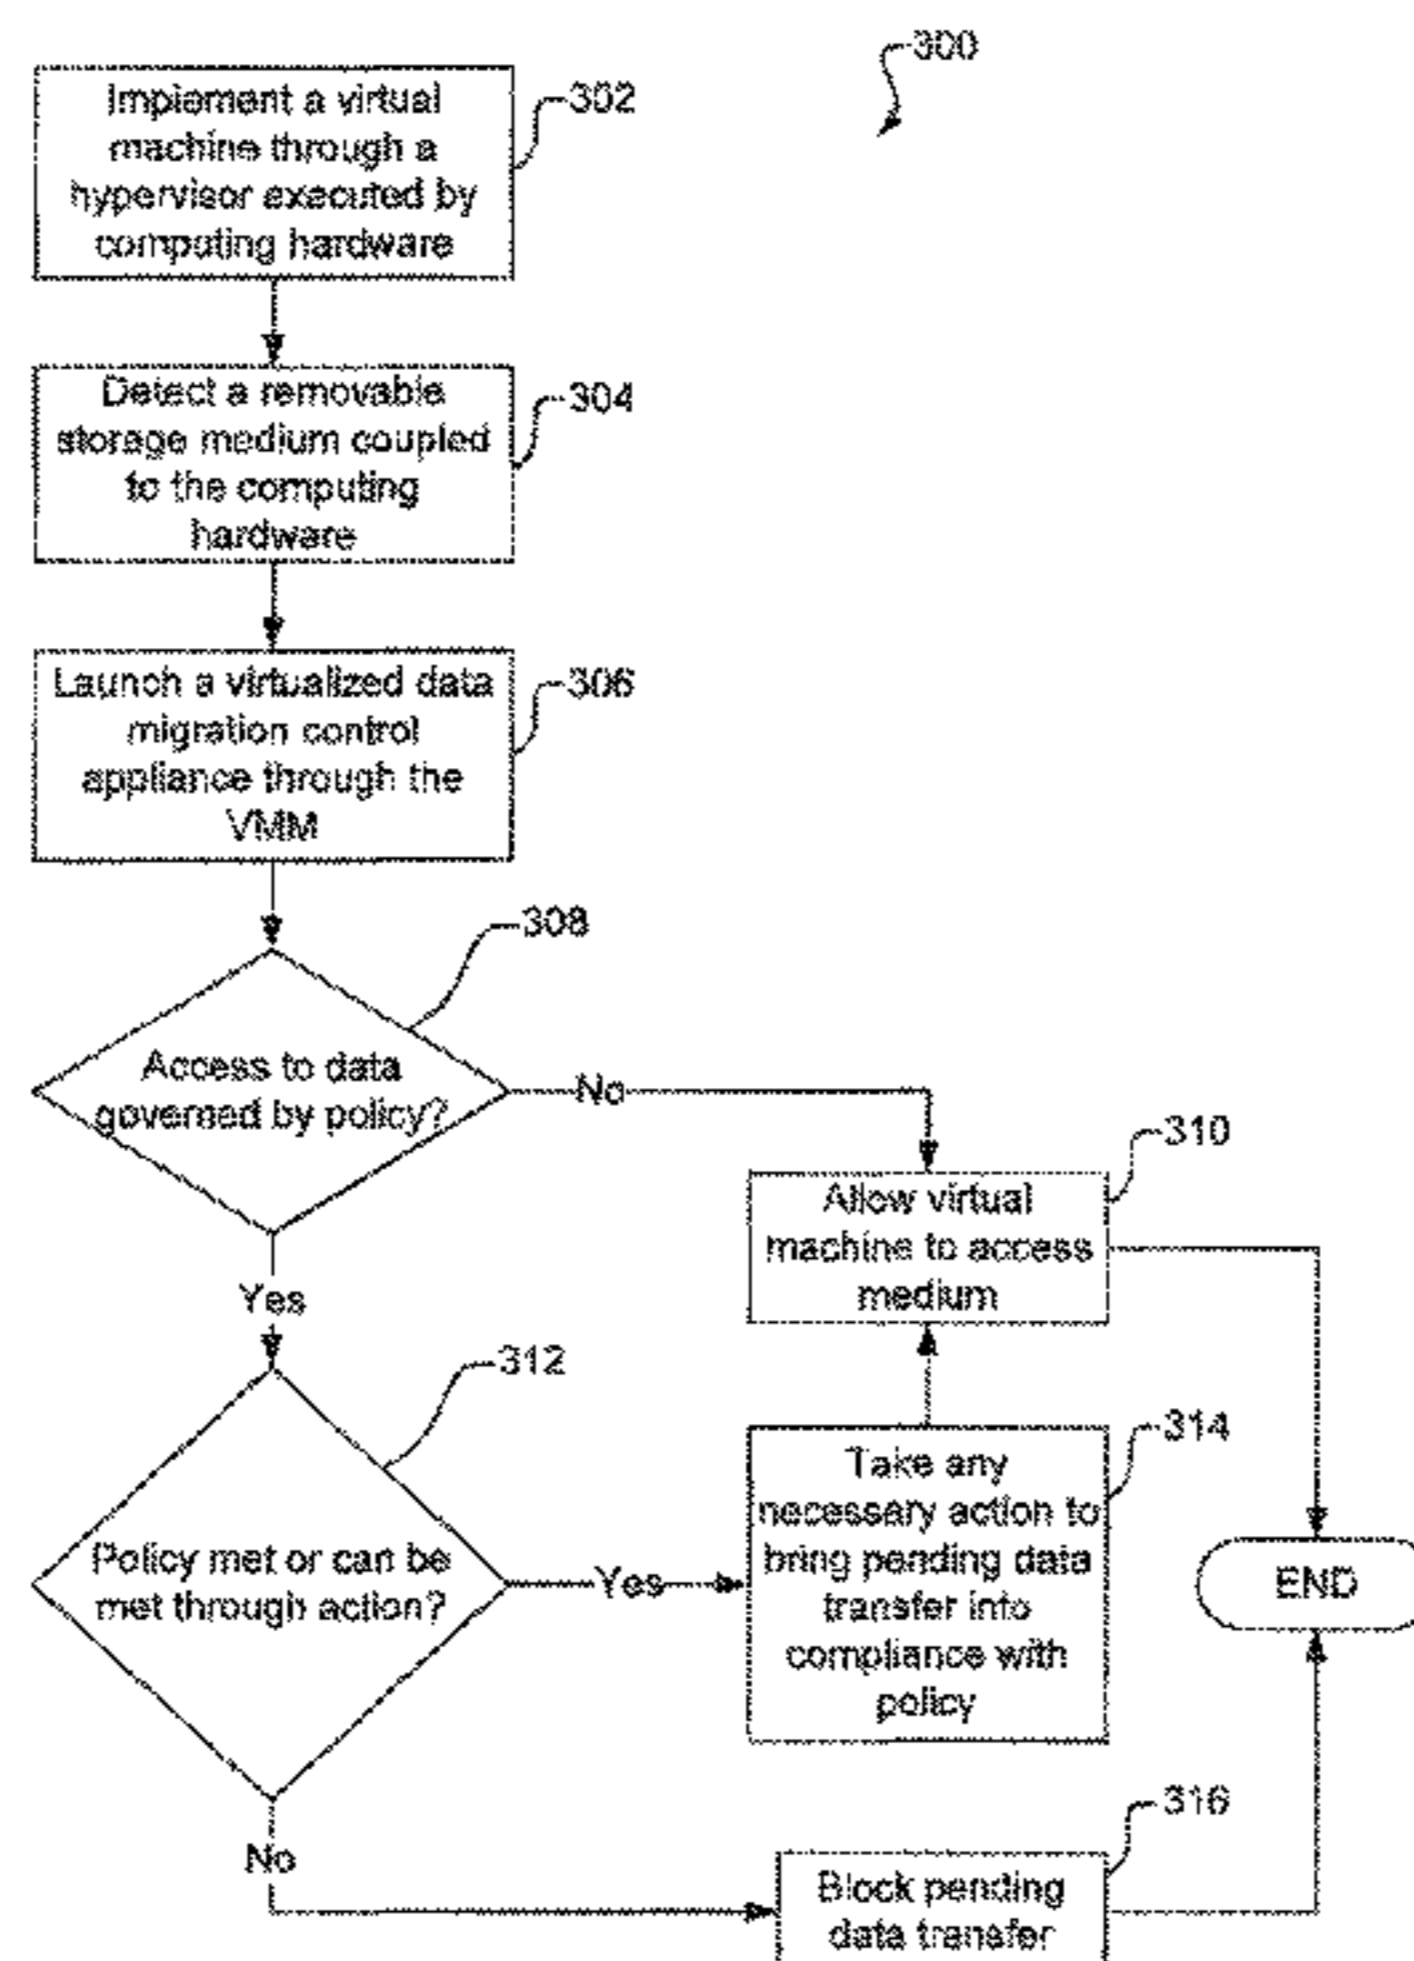 300
Implement a virtual
machine through a
hypervisor executed by
computing hardware
302
Detect a removable
storage medium coupled
to the computing
hardware
304
Launch a virtualized data
migration control
appliance through the
VMM
306
308
Access to data
governed by policy?
No
310
Allow virtual
machine to access
medium
Yes
312
314
Take any
necessary action to
bring pending data
transfer into
compliance with
policy
Policy met or can be
met through action?
Yes
END
316
No
Block pending
data transfer